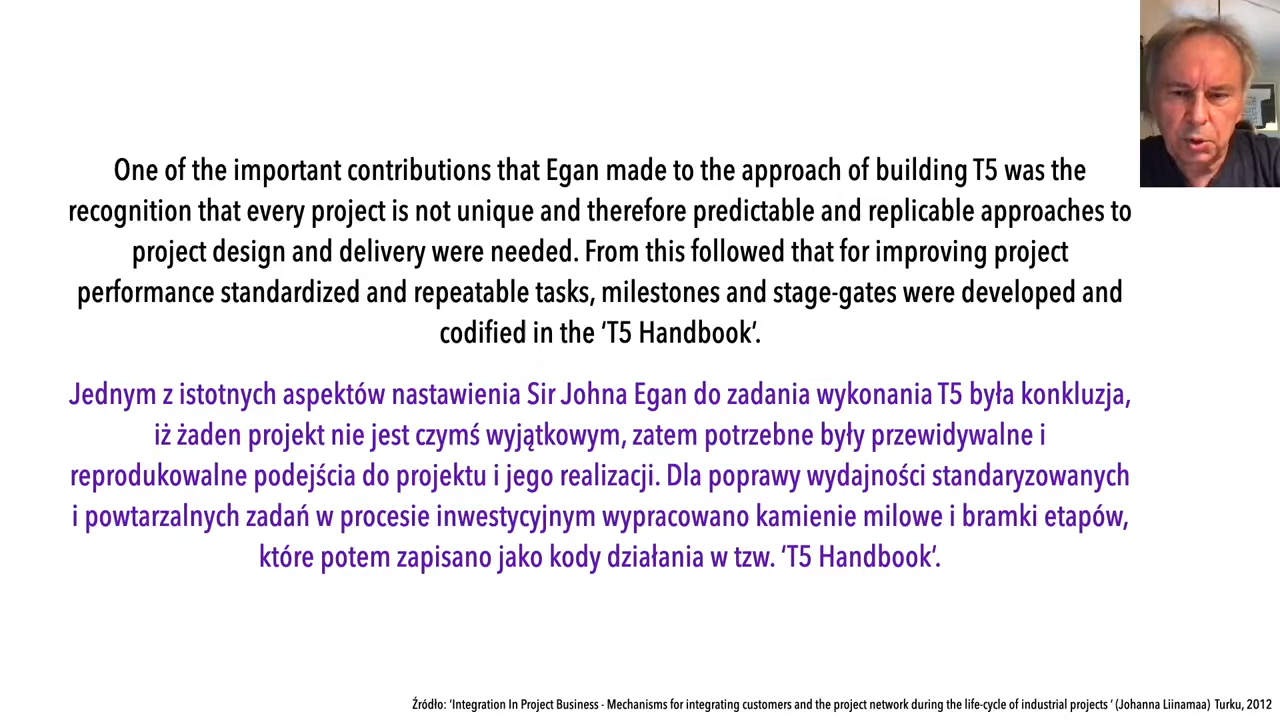 One of the important contributions that Egan made to the approach of building T5 was the
recognition that every project is not unique and therefore predictable and replicable approaches to
project design and delivery were needed. From this followed that for improving project
performance standardized and repeatable tasks, milestones and stage-gates were developed and
codified in the ‘T5 Handbook’.
Jednym z istotnych aspektów nastawienia Sir Johna Egan do zadania wykonania T5 była konkluzja,
iż żaden projekt nie jest czymś wyjątkowym, zatem potrzebne były przewidywalne i
reprodukowalne podejścia do projektu i jego realizacji. Dla poprawy wydajności standaryzowanych
i powtarzalnych zadań w procesie inwestycyjnym wypracowano kamienie milowe i bramki etapów,
które potem zapisano jako kody działania w tzw. ‘T5 Handbook’.
Źródło: ‘Integration In Project Business - Mechanisms for integrating customers and the project network during the life-cycle of industrial projects ‘ (Johanna Liinamaa) Turku, 2012